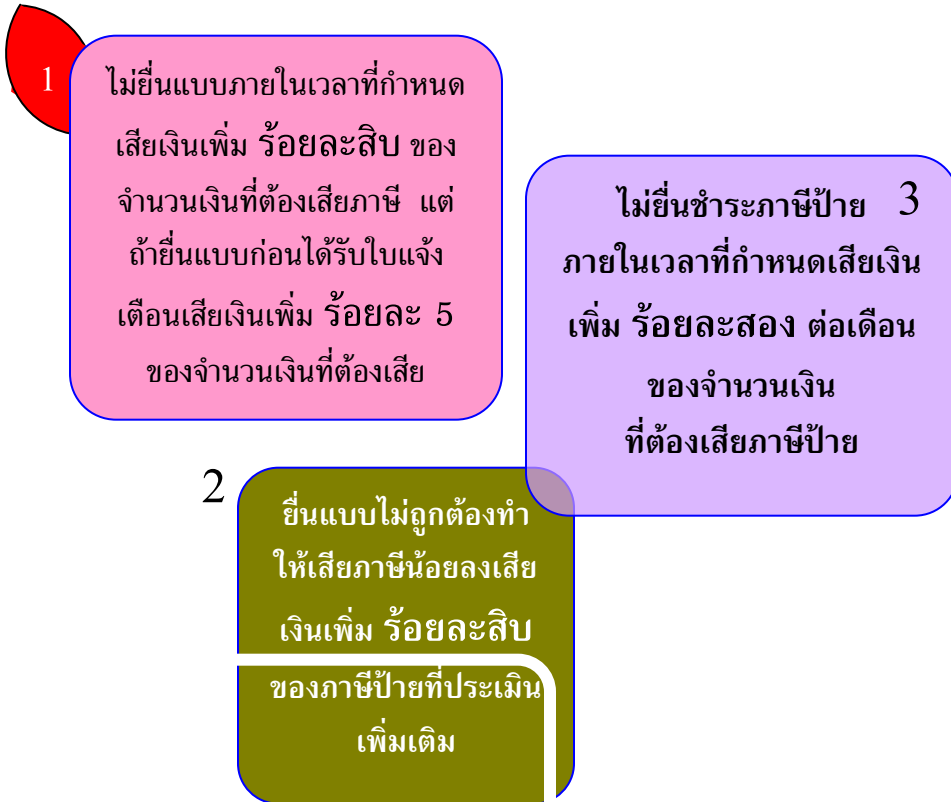 1
ไม่ยื่นแบบภายในเวลาที่กำหนด
เสียเงินเพิ่ม ร้อยละสิบ ของ
จำนวนเงินที่ต้องเสียภาษี แต่
ถ้ายื่นแบบก่อนได้รับใบแจ้ง
เตือนเสียเงินเพิ่ม ร้อยละ 5
ของจำนวนเงินที่ต้องเสีย
2
ยื่นแบบไม่ถูกต้องทำ
ให้เสียภาษีน้อยลงเสีย
เงินเพิ่ม ร้อยละสิบ
ของภาษีป้ายที่ประเมิน
เพิ่มเติม
ไม่ยื่นชำระภาษีป้าย 3
ภายในเวลาที่กำหนดเสียเงิน
เพิ่ม ร้อยละสอง ต่อเดือน
ของจำนวนเงิน
ที่ต้องเสียภาษีป้าย